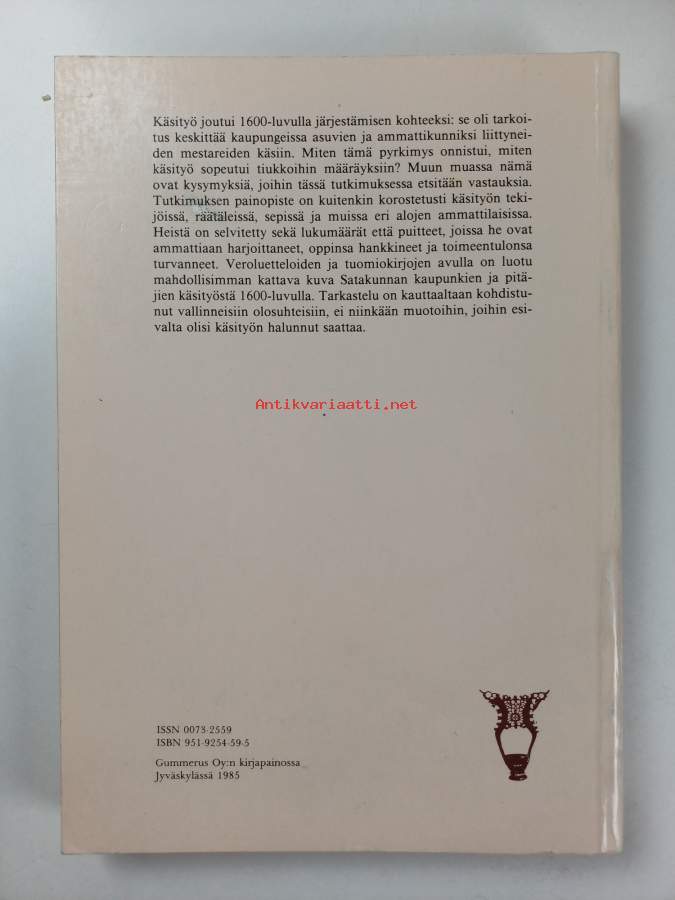 Käsityö joutui 1600-luvulla järjestämisen kohteeksi: se oli tarkoi-
tus keskittää kaupungeissa asuvien ja ammattikunniksi liittynei-
den mestareiden käsiin. Miten tämä pyrkimys onnistui, miten
käsityö sopeutui tiukkoihin määräyksiin? Muun muassa nämä
ovat kysymyksiä, joihin tässä tutkimuksessa etsitään vastauksia.
Tutkimuksen painopiste on kuitenkin korostetusti käsityön teki-
jöissä, räätäleissä, sepissä ja muissa eri alojen ammattilaisissa.
Heistä on selvitetty sekä lukumäärät että puitteet, joissa he ovat
ammattiaan harjoittaneet, oppinsa hankkineet ja toimeentulonsa
turvanneet. Veroluetteloiden ja tuomiokirjojen avulla on luotu
mahdollisimman kattava kuva Satakunnan kaupunkien ja pitä-
jien käsityöstä 1600-luvulla. Tarkastelu on kauttaaltaan kohdistu-
nut vallinneisiin olosuhteisiin, ei niinkään muotoihin, joihin esi-
valta olisi käsityön halunnut saattaa.
Antikvariaatti.net
ISSN 0073-2559
ISBN 951-9254-59-5
Gummerus Oy:n kirjapainossa
Jyväskylässä 1985